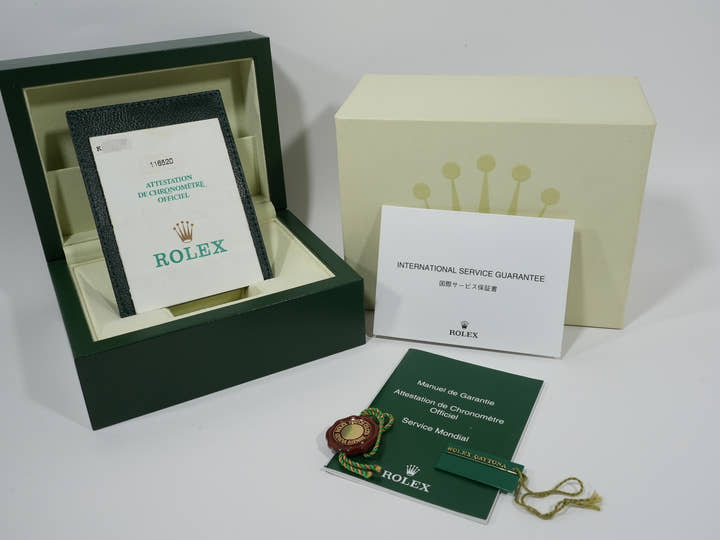 K
116520
ATTESTATION
DE CHRONOMÈTRE
OFFICIEL
ROLEX
INTERNATIONAL SERVICE GUARANTEE
国際サービス保証書
ROLEX
Manuel de Garantie
Attestation de Chronomètre
Officiel
Service Mondial
ROLEX DAYTONA
ROLEX